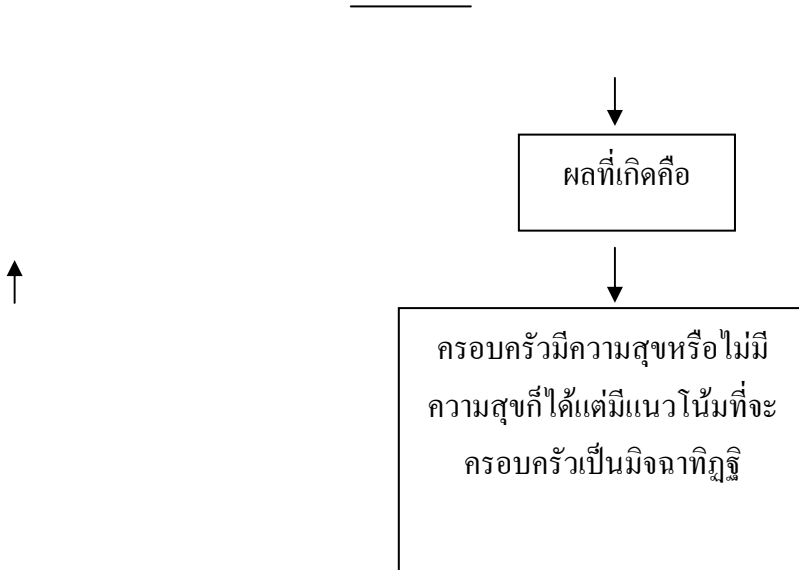 ผลที่เกิดคือ
ครอบครัวมีความสุขหรือไม่มี
ความสุขก็ได้แต่มีแนวโน้มที่จะ
ครอบครัวเป็นมิจฉาทิฏฐิ